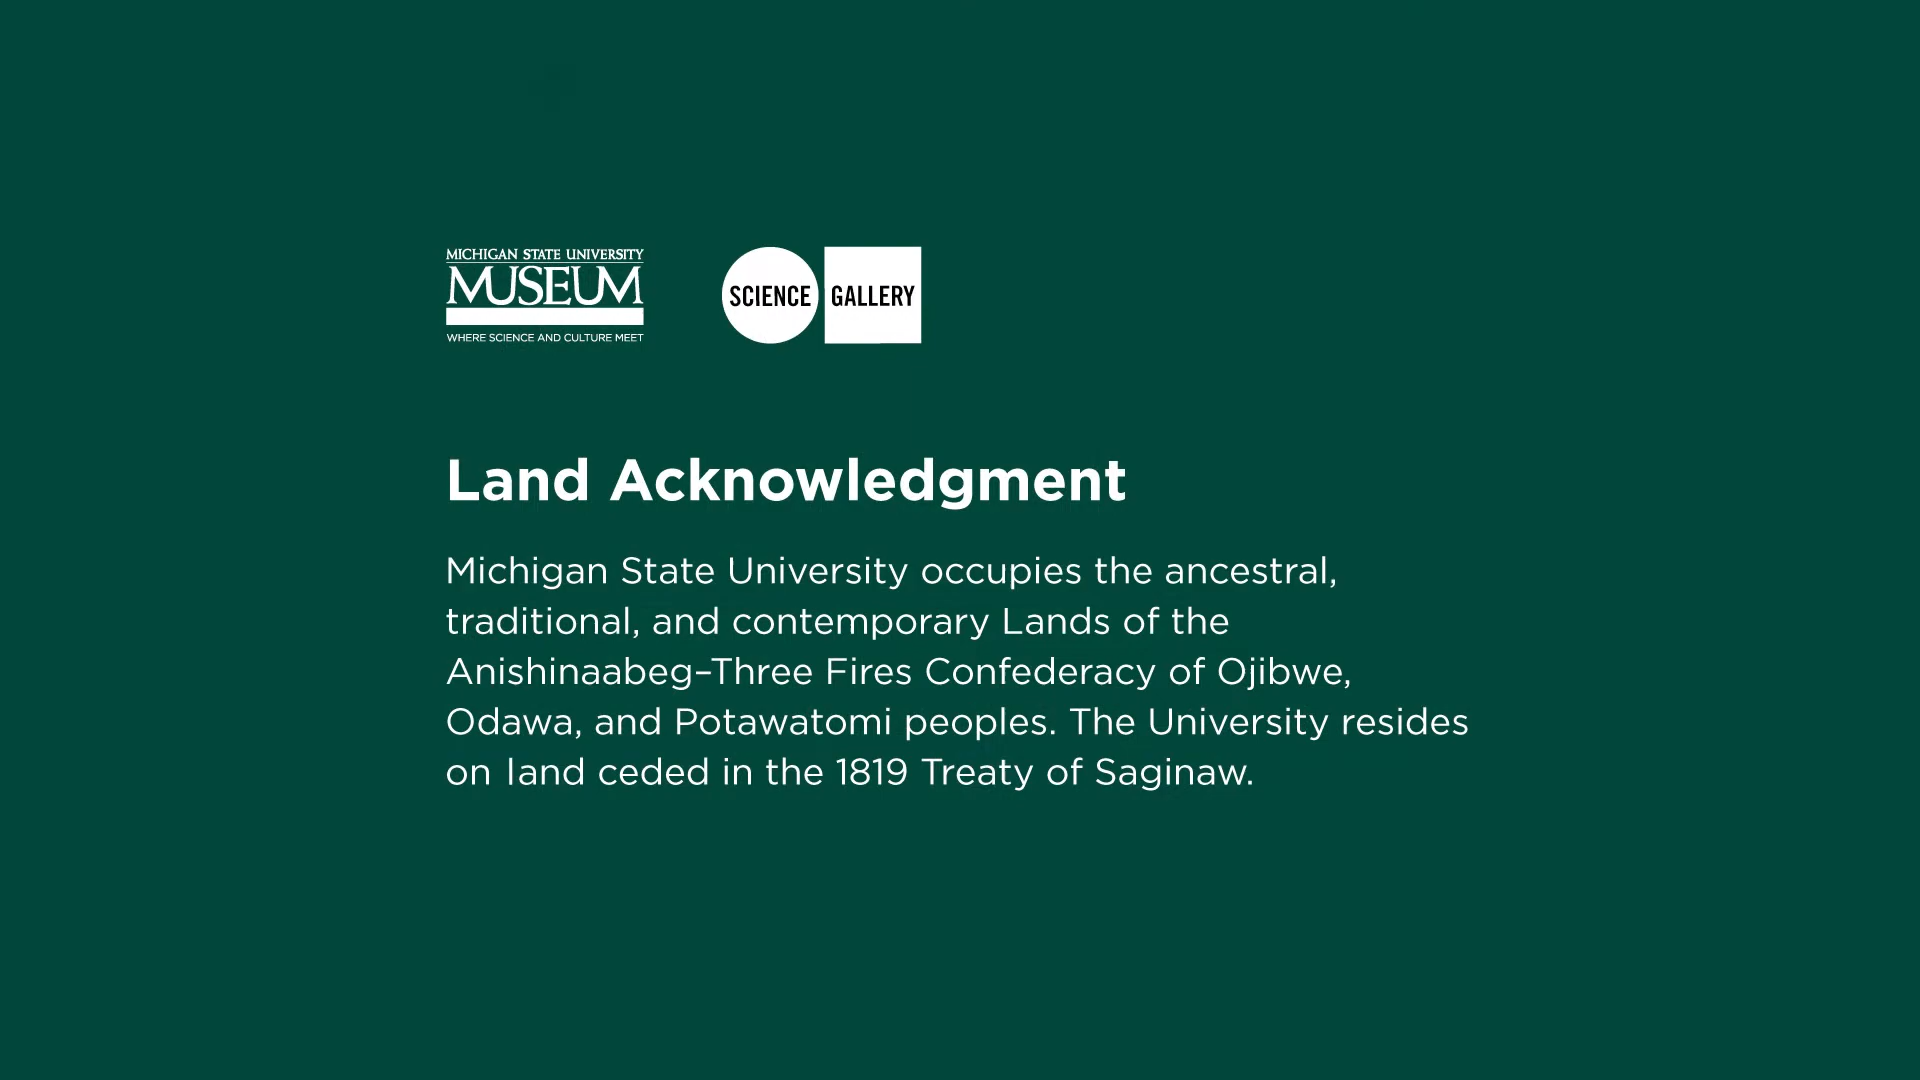 MICHIGAN STATE UNIVERSITY
MUSEUM
WHERE SCIENCE AND CULTURE MEET
SCIENCE GALLERY
Land Acknowledgment
Michigan State University occupies the ancestral,
traditional, and contemporary Lands of the
Anishinaabeg–Three Fires Confederacy of Ojibwe,
Odawa, and Potawatomi peoples. The University resides
on land ceded in the 1819 Treaty of Saginaw.